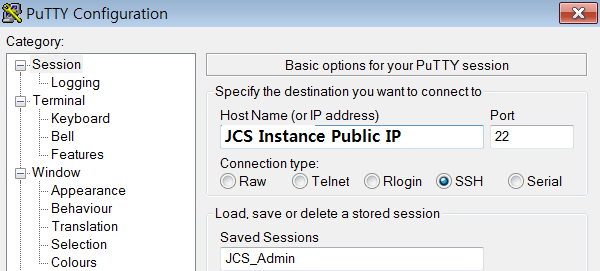 PuTTY Configuration
Category:
Session
Logging
Terminal
Keyboard
Bell
Features
Window
Appearance
Behaviour
Translation
Selection
Colours
Basic options for your PuTTY session
Specify the destination you want to connect to
Host Name (or IP address) Port
JCS Instance Public IP 22
Connection type:
Raw Telnet Rlogin SSH Serial
Load, save or delete a stored session
Saved Sessions
JCS_Admin